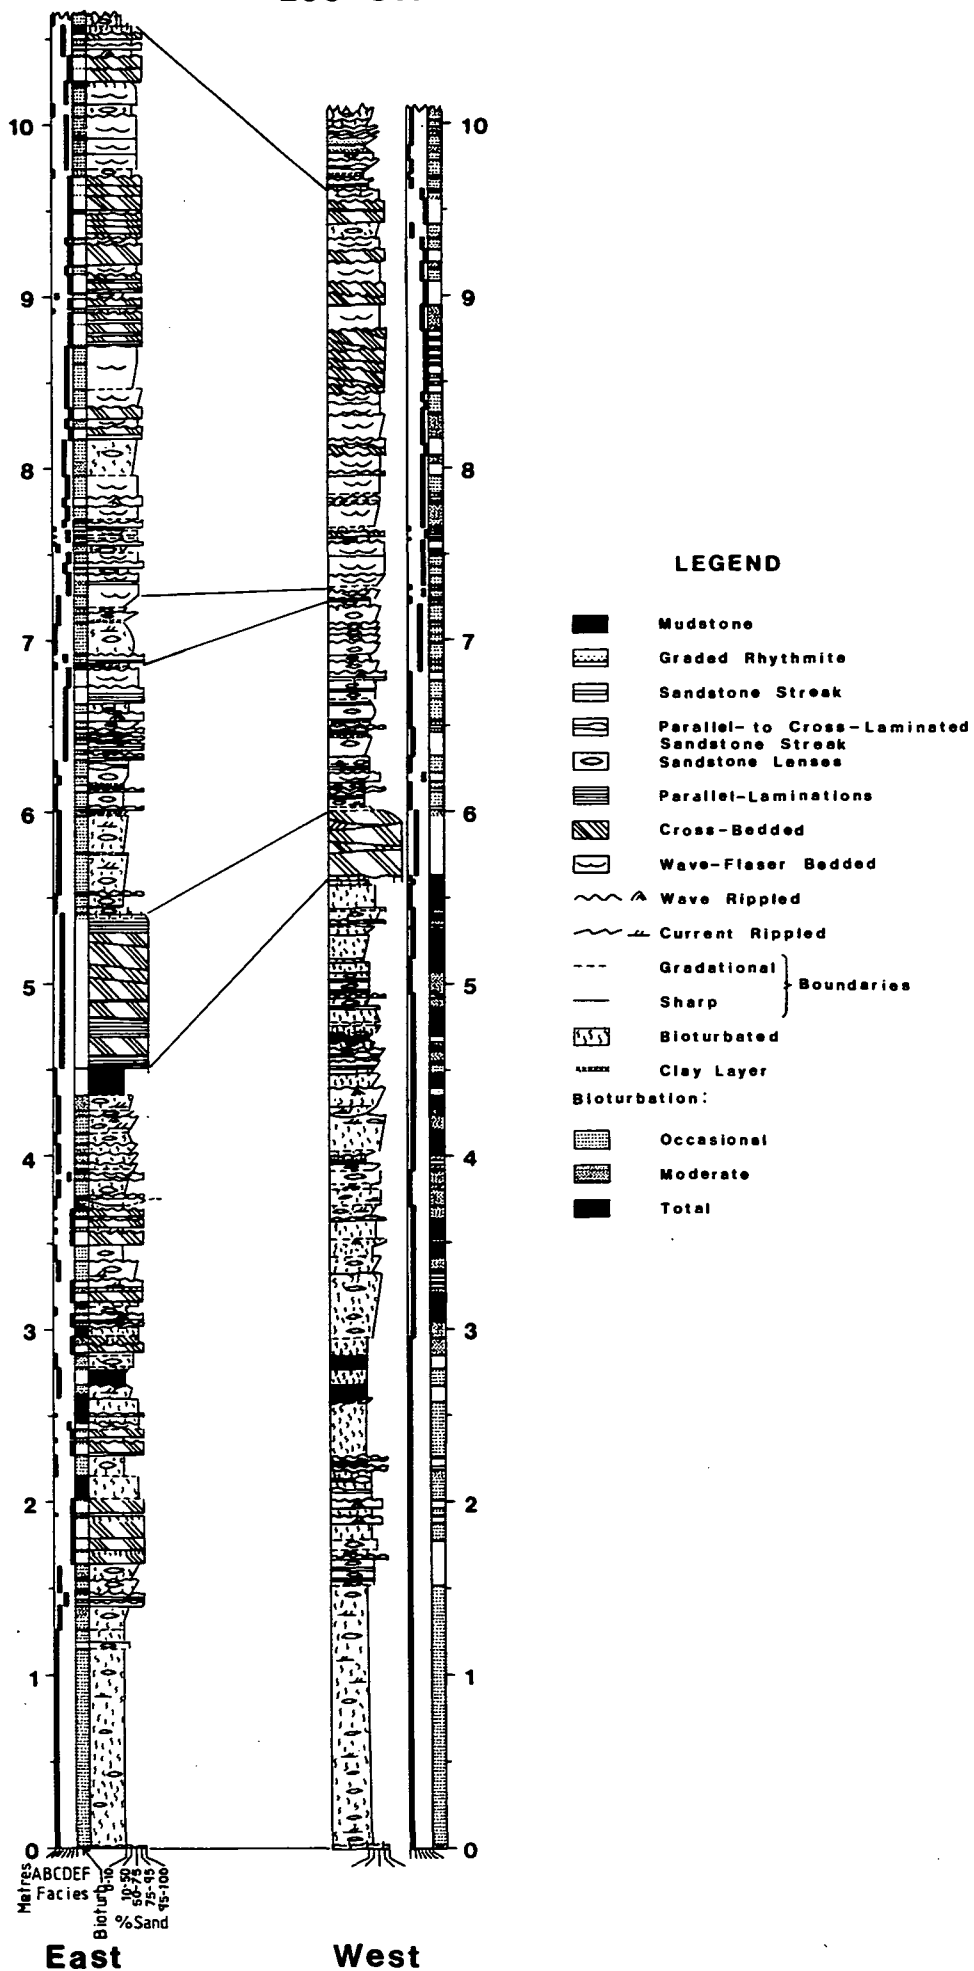 10
9
8
7
6
5
4
3
2
1
0
Metres
ABCDEF
Facies
Bioturb.
0-10
10-50
50-75
75-95
95-100
%Sand
East
West
10
9
8
7
6
5
4
3
2
1
0
LEGEND
Mudstone
Graded Rhythmite
Sandstone Streak
Parallel- to Cross-Laminated
Sandstone Streak
Sandstone Lenses
Parallel-Laminations
Cross-Bedded
Wave-Flaser Bedded
Wave Rippled
Current Rippled
Gradational
Boundaries
Sharp
Bioturbated
Clay Layer
Bioturbation:
Occasional
Moderate
Total